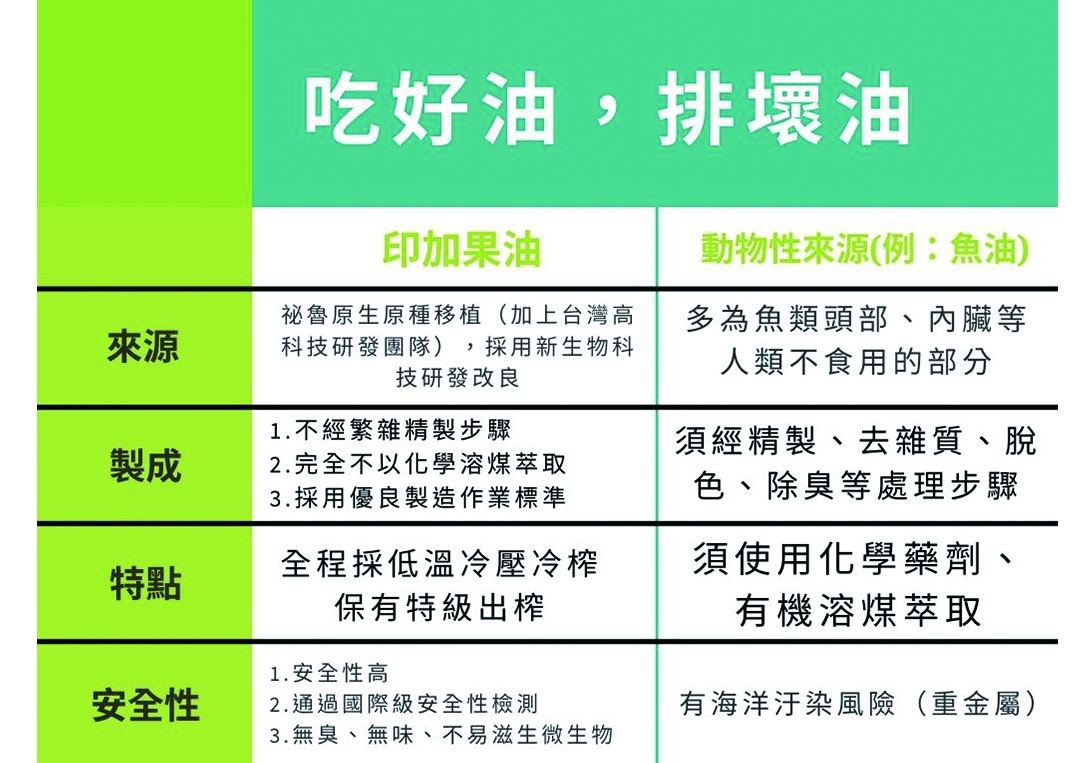 吃好油，排壞油
印加果油
動物性來源(例：魚油)
來源
祕魯原生原種移植（加上台灣高
科技研發團隊），採用新生物科
技研發改良
多為魚類頭部、內臟等
人類不食用的部分
製成
1.不經繁雜精製步驟
2.完全不以化學溶煤萃取
3.採用優良製造作業標準
須經精製、去雜質、脫
色、除臭等處理步驟
特點
全程採低溫冷壓冷榨
保有特級出榨
須使用化學藥劑、
有機溶煤萃取
安全性
1.安全性高
2.通過國際級安全性檢測
3.無臭、無味、不易滋生微生物
有海洋汙染風險（重金屬）